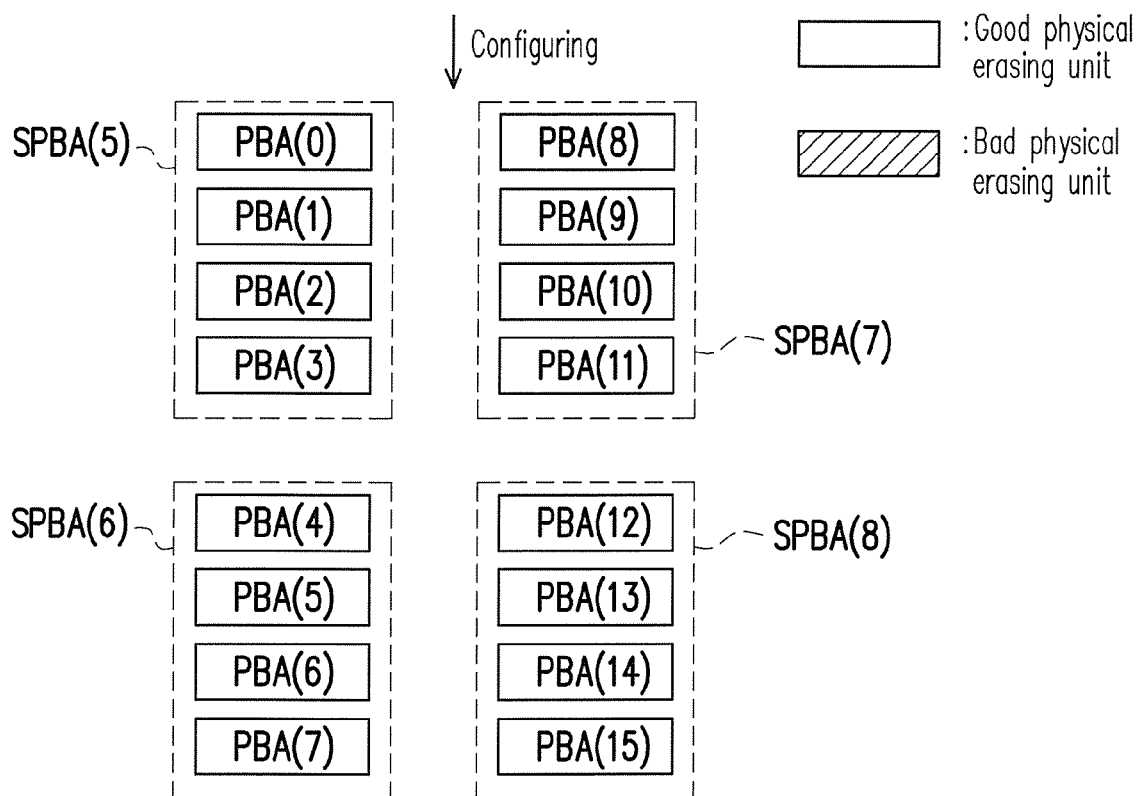 Configuring
:Good physical
erasing unit
:Bad physical
erasing unit
SPBA(5)
PBA(0)
PBA(1)
PBA(2)
PBA(3)
PBA(8)
PBA(9)
PBA(10)
PBA(11)
SPBA(7)
SPBA(6)
PBA(4)
PBA(5)
PBA(6)
PBA(7)
PBA(12)
PBA(13)
PBA(14)
PBA(15)
SPBA(8)